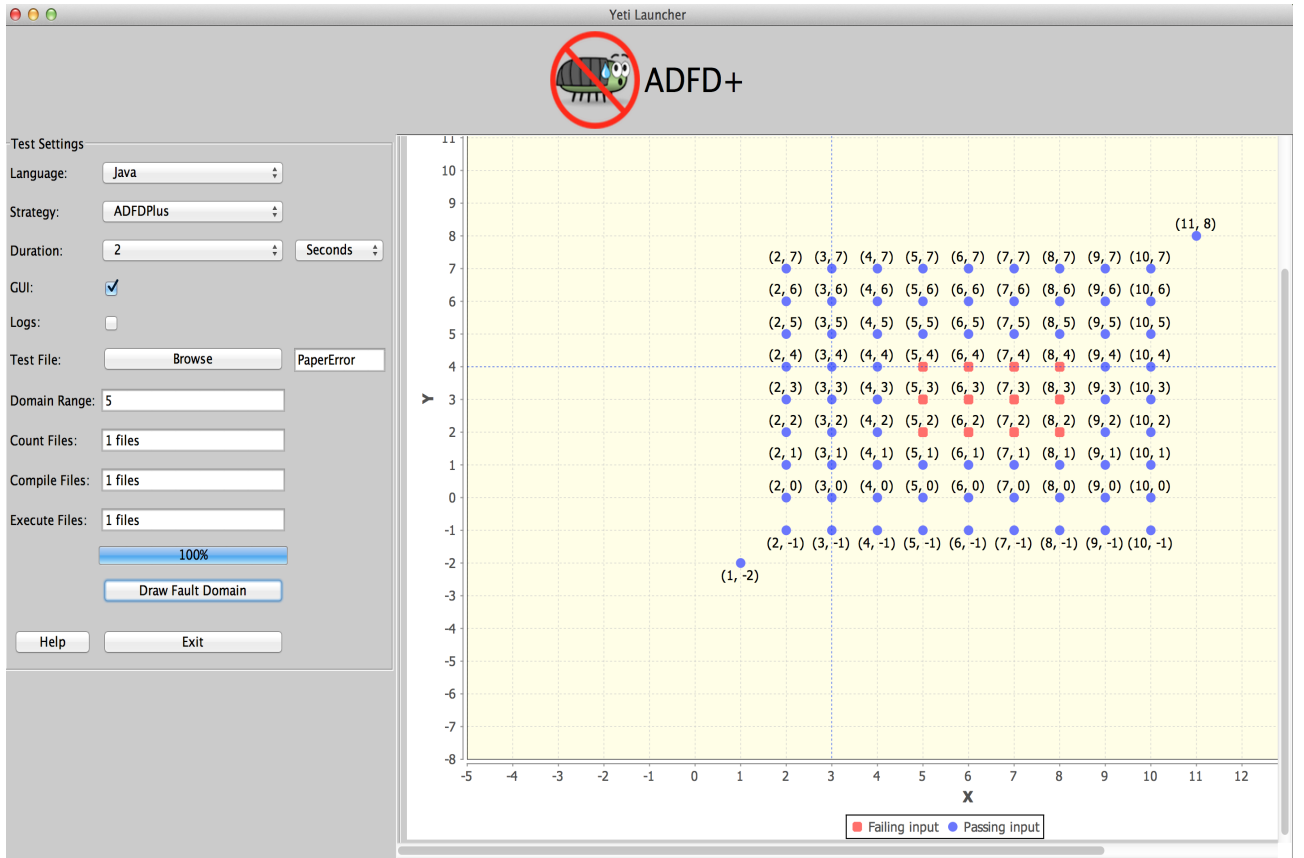 Yeti Launcher
ADFD+
Test Settings
Language: Java
Strategy: ADFDPlus
Duration: 2 Seconds
GUI:
Logs:
Test File: Browse PaperError
Domain Range: 5
Count Files: 1 files
Compile Files: 1 files
Execute Files: 1 files
100%
Draw Fault Domain
Help Exit
11
10
9
8 (11, 8)
7 (2, 7) (3, 7) (4, 7) (5, 7) (6, 7) (7, 7) (8, 7) (9, 7) (10, 7)
6 (2, 6) (3, 6) (4, 6) (5, 6) (6, 6) (7, 6) (8, 6) (9, 6) (10, 6)
5 (2, 5) (3, 5) (4, 5) (5, 5) (6, 5) (7, 5) (8, 5) (9, 5) (10, 5)
4 (2, 4) (3, 4) (4, 4) (5, 4) (6, 4) (7, 4) (8, 4) (9, 4) (10, 4)
Y 3 (2, 3) (3, 3) (4, 3) (5, 3) (6, 3) (7, 3) (8, 3) (9, 3) (10, 3)
2 (2, 2) (3, 2) (4, 2) (5, 2) (6, 2) (7, 2) (8, 2) (9, 2) (10, 2)
1 (2, 1) (3, 1) (4, 1) (5, 1) (6, 1) (7, 1) (8, 1) (9, 1) (10, 1)
0 (2, 0) (3, 0) (4, 0) (5, 0) (6, 0) (7, 0) (8, 0) (9, 0) (10, 0)
-1 (2, -1) (3, -1) (4, -1) (5, -1) (6, -1) (7, -1) (8, -1) (9, -1) (10, -1)
-2 (1, -2)
-3
-4
-5
-6
-7
-8
-5 -4 -3 -2 -1 0 1 2 3 4 5 6 7 8 9 10 11 12
X
Failing input Passing input